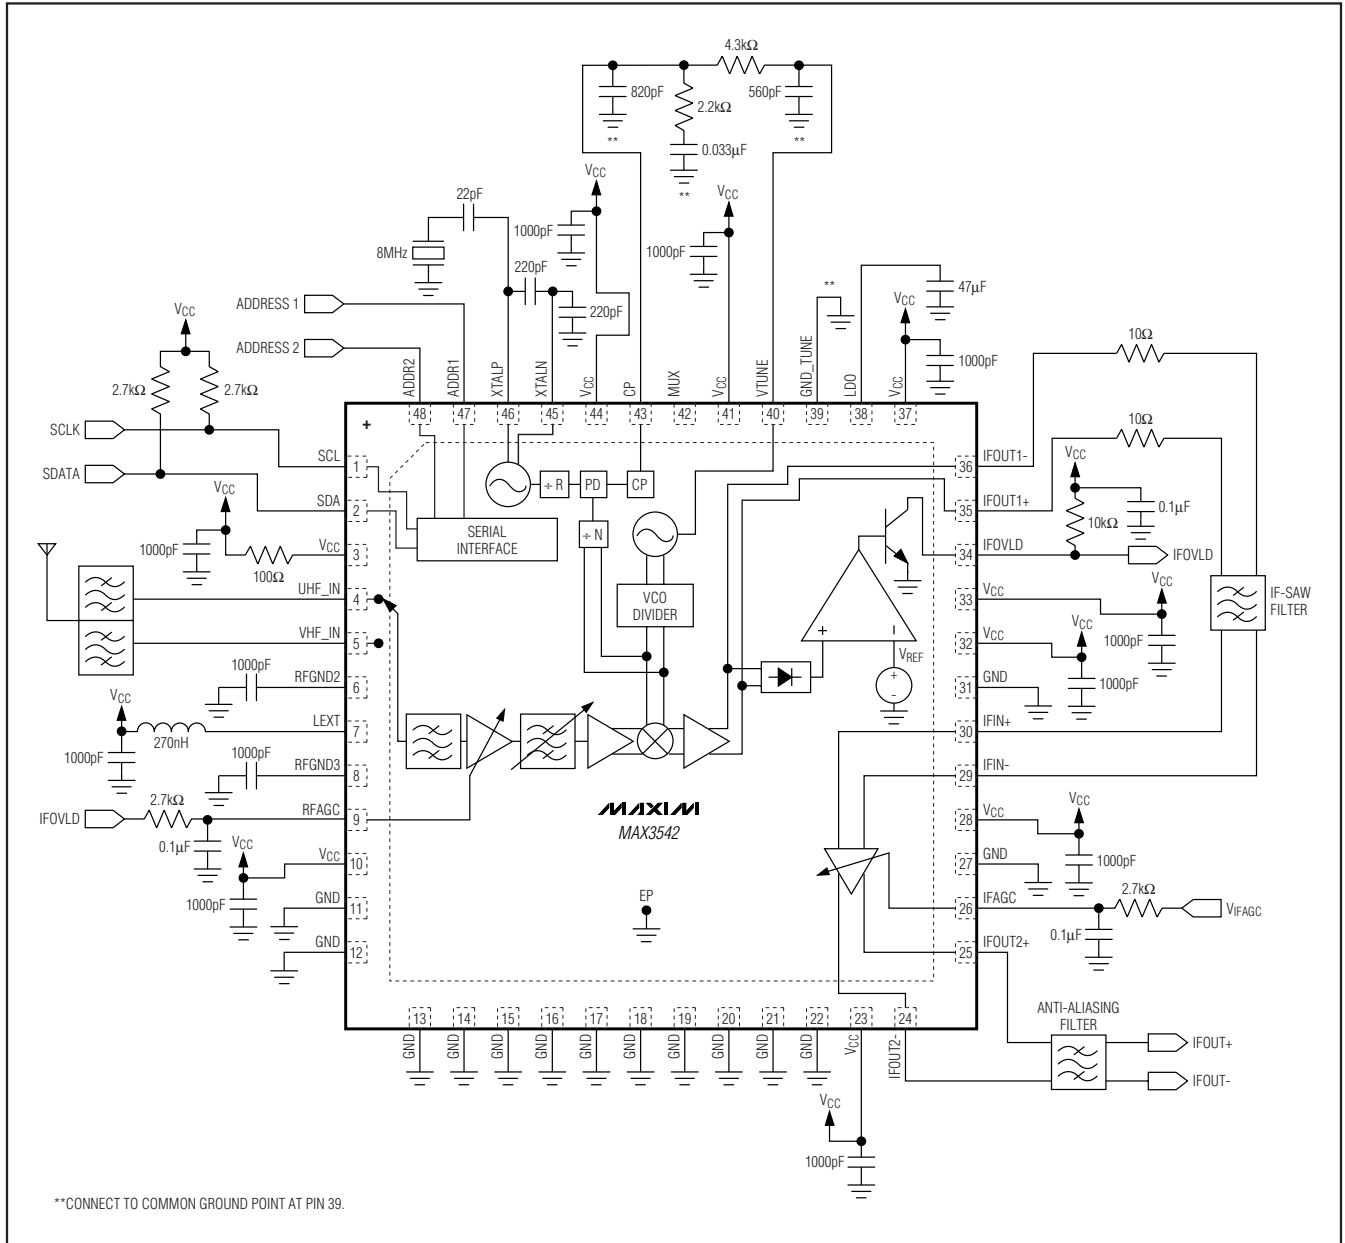 4.3kΩ
820pF
2.2kΩ
560pF
**
**
0.033µF
**
VCC
VCC
22pF
1000pF
1000pF
8MHz
220pF
220pF
**
47µF
VCC
1000pF
10Ω
ADDRESS 1
ADDRESS 2
VCC
2.7kΩ
2.7kΩ
ADDR2
ADDR1
XTALP
XTALN
VCC
CP
MUX
VCC
VTUNE
GND_TUNE
LDO
VCC
48
47
46
45
44
43
42
41
40
39
38
37
+
10Ω
SCLK
SDATA
SCL
1
SDA
2
VCC
VCC
3
1000pF
100Ω
UHF_IN
4
VHF_IN
5
1000pF
RFGND2
6
VCC
LEXT
7
270nH
1000pF
1000pF
RFGND3
8
IFOVLD
2.7kΩ
RFAGC
9
0.1µF
VCC
VCC
10
1000pF
GND
11
GND
12
SERIAL
INTERFACE
÷ R
PD
CP
÷ N
VCO
DIVIDER
+
−
VREF
+
-
MAXIM
MAX3542
EP
36
IFOUT1-
35
IFOUT1+
VCC
0.1µF
10kΩ
34
IFOVLD
IFOVLD
33
VCC
VCC
1000pF
IF-SAW
FILTER
32
VCC
VCC
1000pF
31
GND
30
IFIN+
29
IFIN-
28
VCC
VCC
1000pF
27
GND
26
IFAGC
2.7kΩ
VIFAGC
0.1µF
25
IFOUT2+
13
14
15
16
17
18
19
20
21
22
23
24
GND
GND
GND
GND
GND
GND
GND
GND
GND
GND
VCC
IFOUT2-
ANTI-ALIASING
FILTER
IFOUT+
IFOUT-
VCC
1000pF
**CONNECT TO COMMON GROUND POINT AT PIN 39.